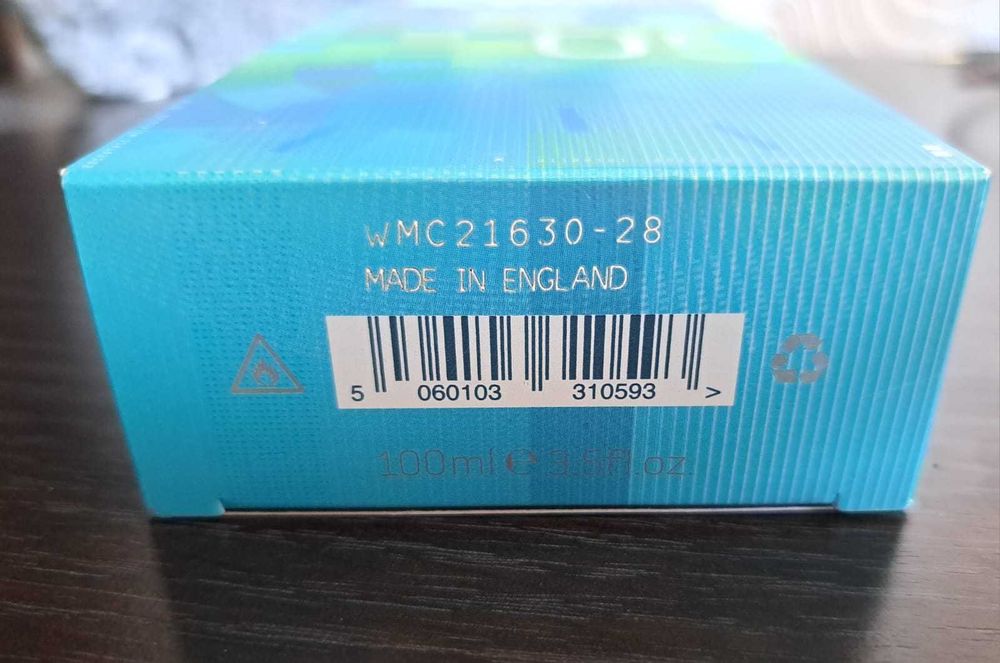 WMC21630-28
MADE IN ENGLAND
5 060103 310593 >
100ml ℮ 3.5fl.oz